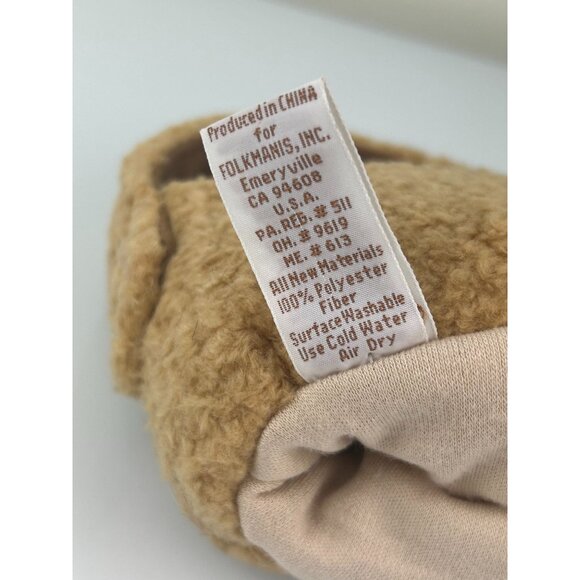 Produced in CHINA
for
FOLKMANIS, INC.
Emeryville
CA 94608
U.S.A.
PA. REG. # 511
OH. # 9619
ME. # 613
All New Materials
100% Polyester
Fiber
Surface Washable
Use Cold Water
Air Dry